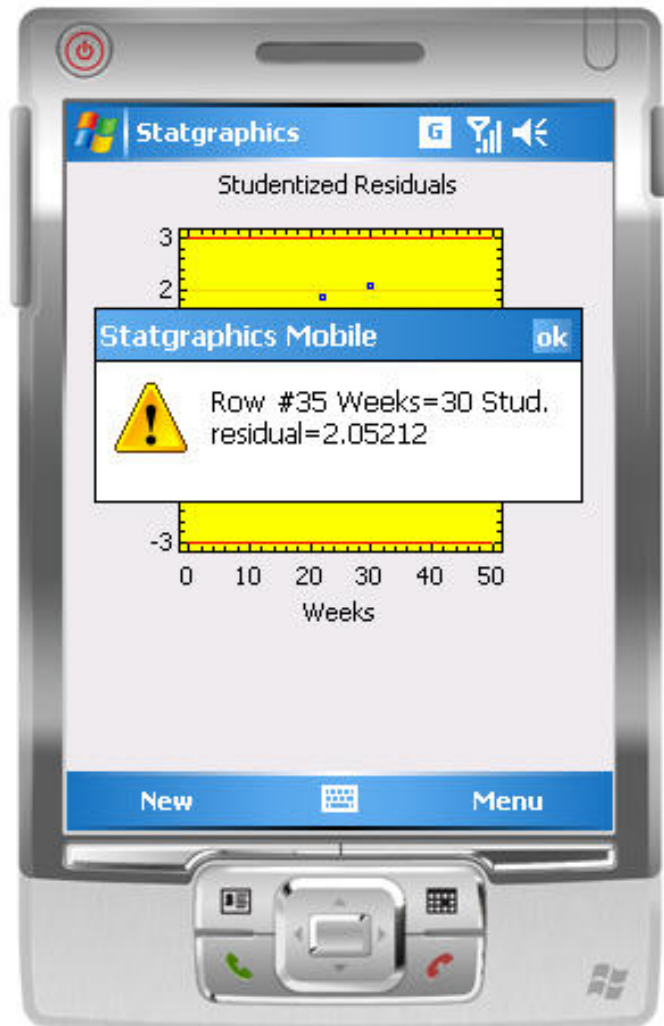 Statgraphics
G
Studentized Residuals
3
2
Statgraphics Mobile
ok
Row #35 Weeks=30 Stud.
residual=2.05212
-3
0 10 20 30 40 50
Weeks
New
Menu